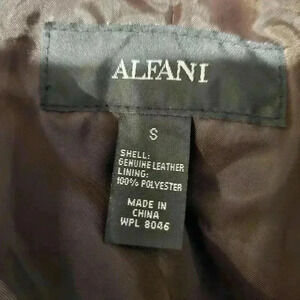 ALFANI
S
SHELL:
GENUINE LEATHER
LINING:
100% POLYESTER
MADE IN
CHINA
WPL 8046